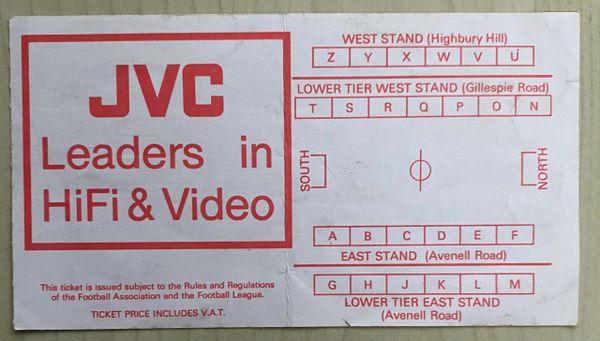 JVC
Leaders in
HiFi & Video
This ticket is issued subject to the Rules and Regulations
of the Football Association and the Football League.
TICKET PRICE INCLUDES V.A.T.
WEST STAND (Highbury Hill)
Z Y X W V U
LOWER TIER WEST STAND (Gillespie Road)
T S R Q P O N
SOUTH
NORTH
A B C D E F
EAST STAND (Avenell Road)
G H J K L M
LOWER TIER EAST STAND
(Avenell Road)